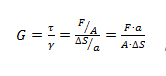 G = τ/γ = (F/A)/(ΔS/a) = (F·a)/(A·ΔS)